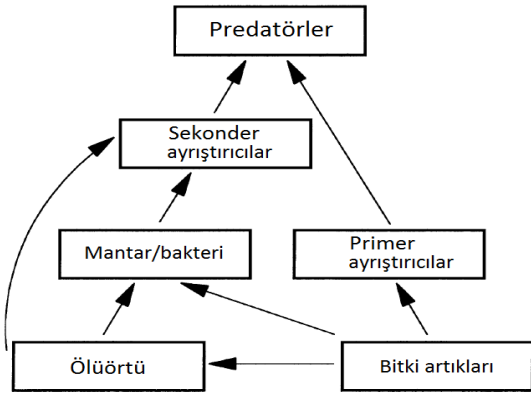 Predatörler
Sekonder
ayrıştırıcılar
Mantar/bakteri
Primer
ayrıştırıcılar
Ölüörtü
Bitki artıkları